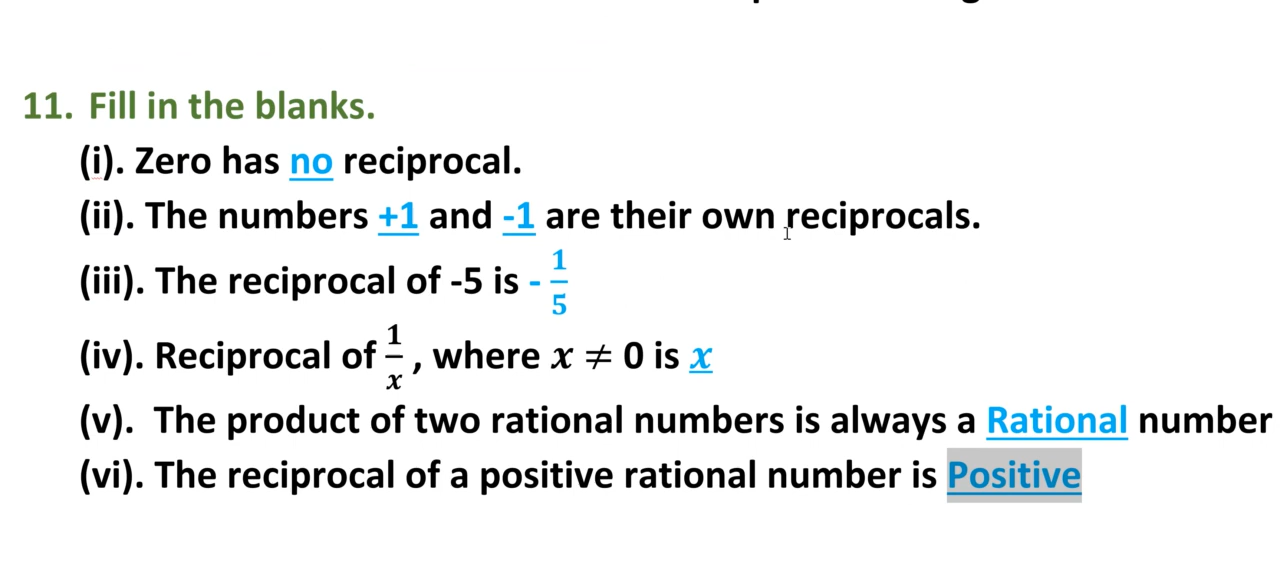 11. Fill in the blanks.
(i). Zero has no reciprocal.
(ii). The numbers +1 and -1 are their own reciprocals.
(iii). The reciprocal of -5 is - 1/5
(iv). Reciprocal of 1/x , where x ≠ 0 is x
(v). The product of two rational numbers is always a Rational number
(vi). The reciprocal of a positive rational number is Positive